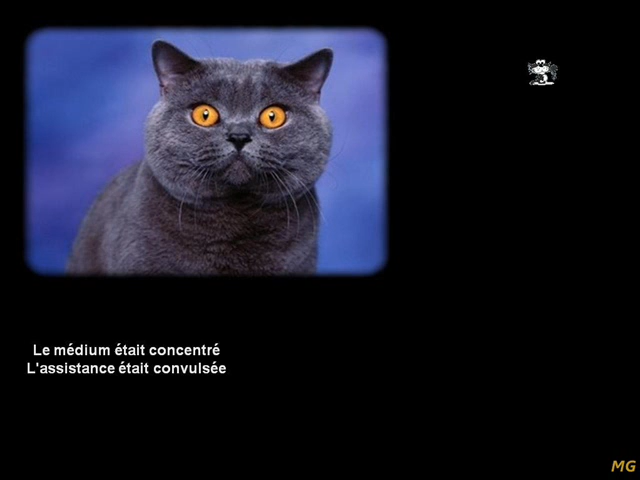 Le médium était concentré
L'assistance était convulsée
MG